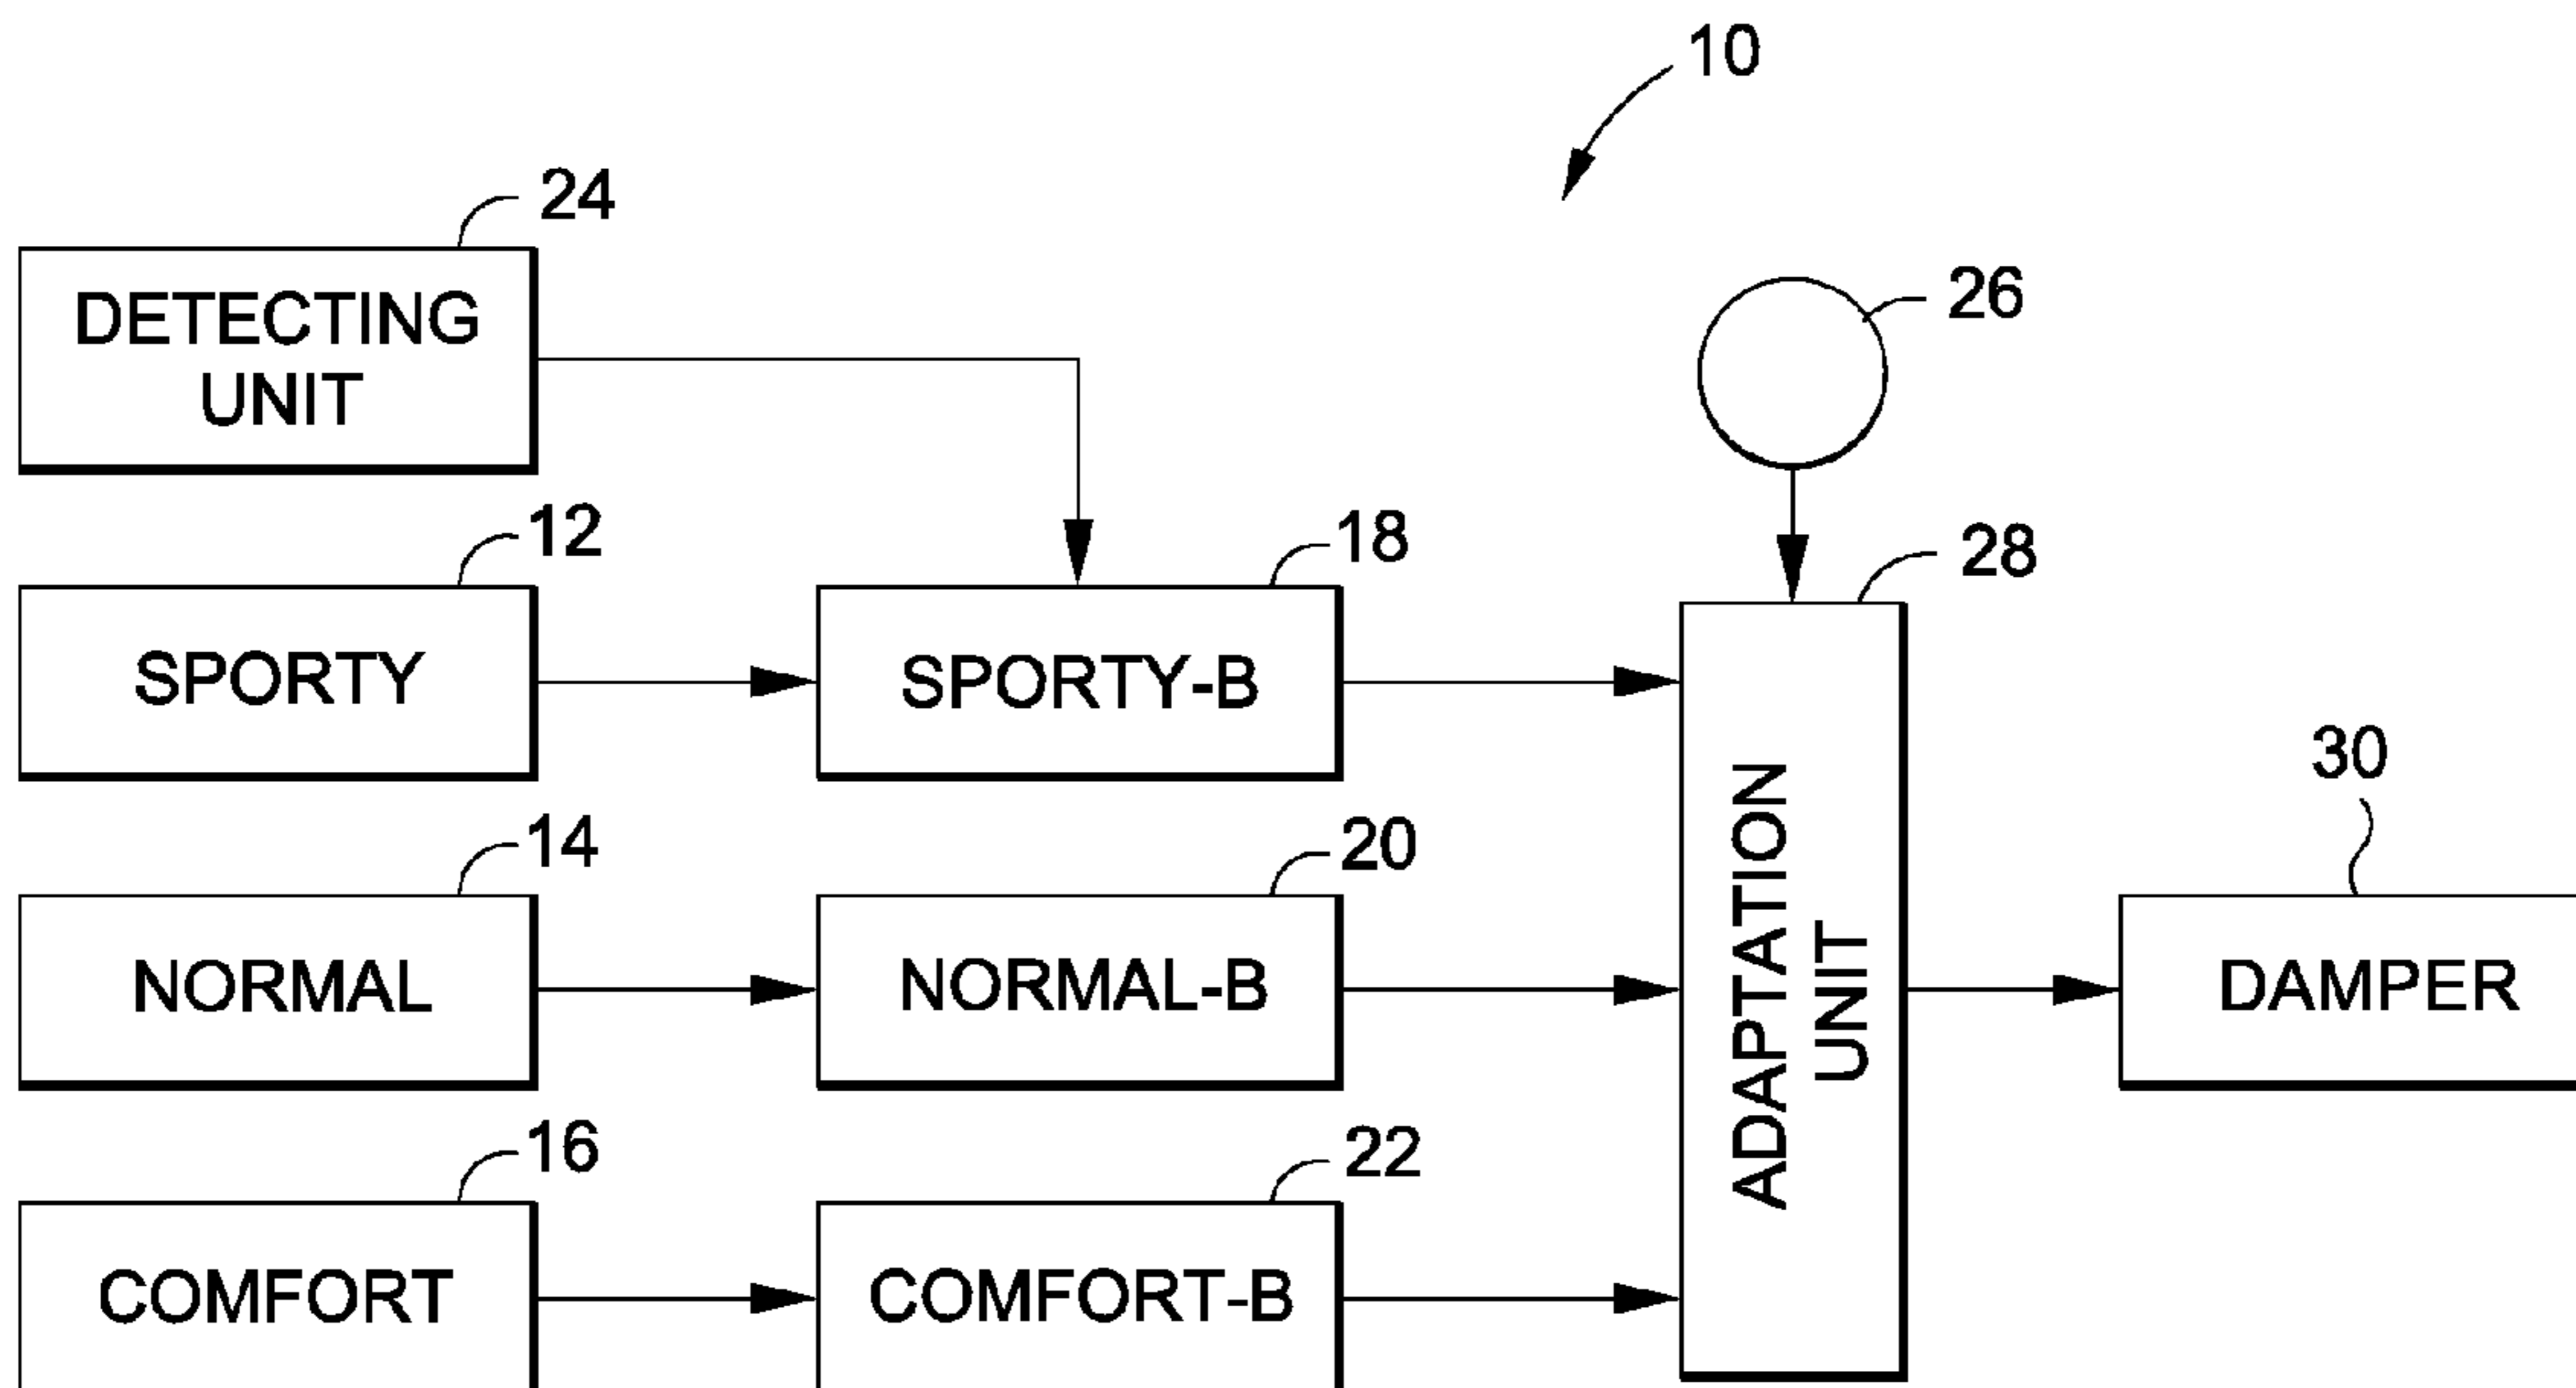 10
24
DETECTING
UNIT
26
12
SPORTY
18
SPORTY-B
28
ADAPTATION
UNIT
14
NORMAL
20
NORMAL-B
30
DAMPER
16
COMFORT
22
COMFORT-B